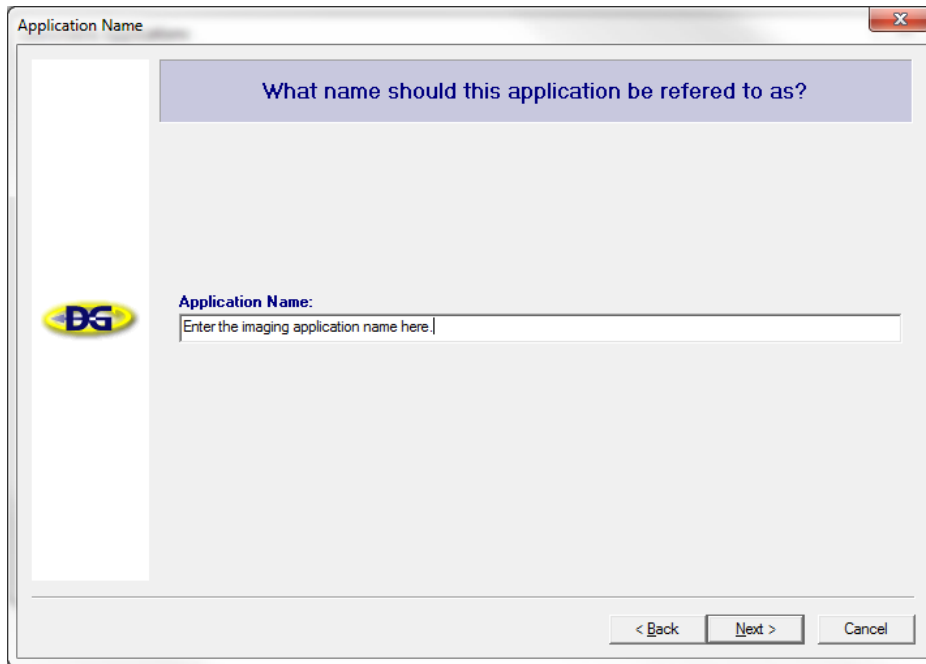 Application Name
What name should this application be refered to as?
DG
Application Name:
Enter the imaging application name here.
< Back
Next >
Cancel